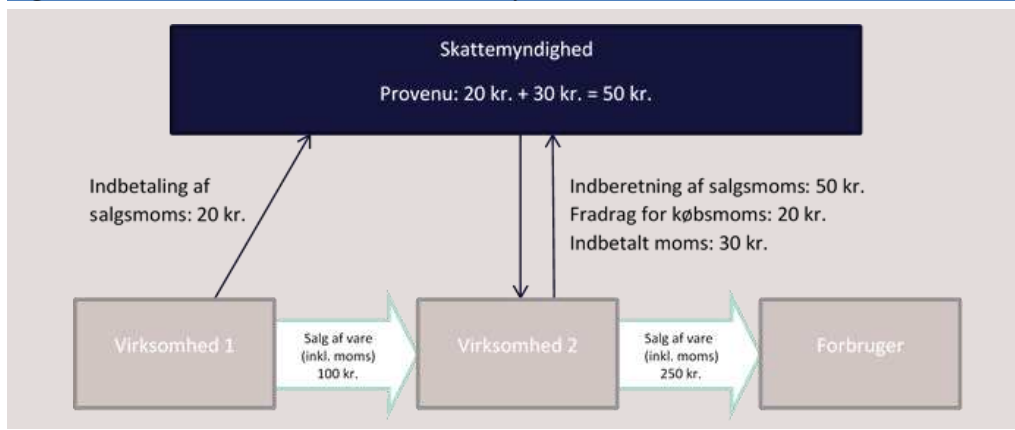 Skattemyndighed
Provenu: 20 kr. + 30 kr. = 50 kr.
Indbetaling af
salgsmoms: 20 kr.
Indberetning af salgsmoms: 50 kr.
Fradrag for købsmoms: 20 kr.
Indbetalt moms: 30 kr.
Virksomhed 1
Salg af vare
(inkl. moms)
100 kr.
Virksomhed 2
Salg af vare
(inkl. moms)
250 kr.
Forbruger